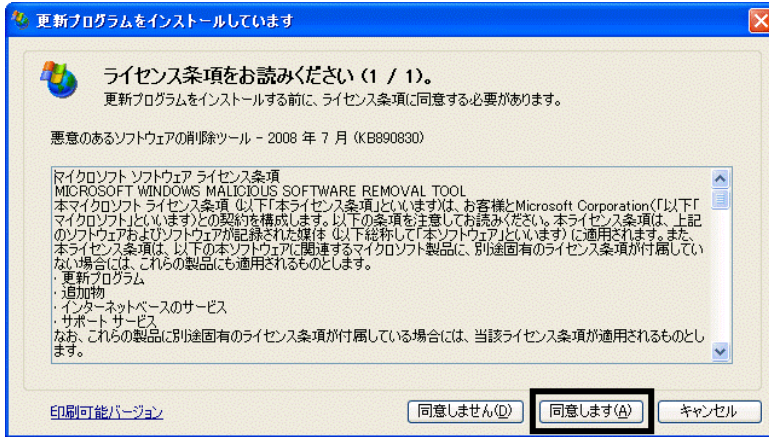 更新プログラムをインストールしています
ライセンス条項をお読みください (1 / 1)。
更新プログラムをインストールする前に、ライセンス条項に同意する必要があります。
悪意のあるソフトウェアの削除ツール - 2008 年 7 月 (KB890830)
マイクロソフト ソフトウェア ライセンス条項
MICROSOFT WINDOWS MALICIOUS SOFTWARE REMOVAL TOOL
本マイクロソフト ライセンス条項 (以下「本ライセンス条項」といいます)は、お客様とMicrosoft Corporation(「以下「
マイクロソフト」といいます)との契約を構成します。以下の条項を注意してお読みください。本ライセンス条項は、上記
のソフトウェアおよびソフトウェアが記録された媒体 (以下総称して「本ソフトウェア」といいます) に適用されます。また、
本ライセンス条項は、以下の本ソフトウェアに関連するマイクロソフト製品に、別途固有のライセンス条項が付属してい
ない場合には、これらの製品にも適用されるものとします。
・更新プログラム
・追加物
・インターネットベースのサービス
・サポート サービス
なお、これらの製品に別途固有のライセンス条項が付属している場合には、当該ライセンス条項が適用されるものとし
ます。
印刷可能バージョン 同意しません(D) 同意します(A) キャンセル